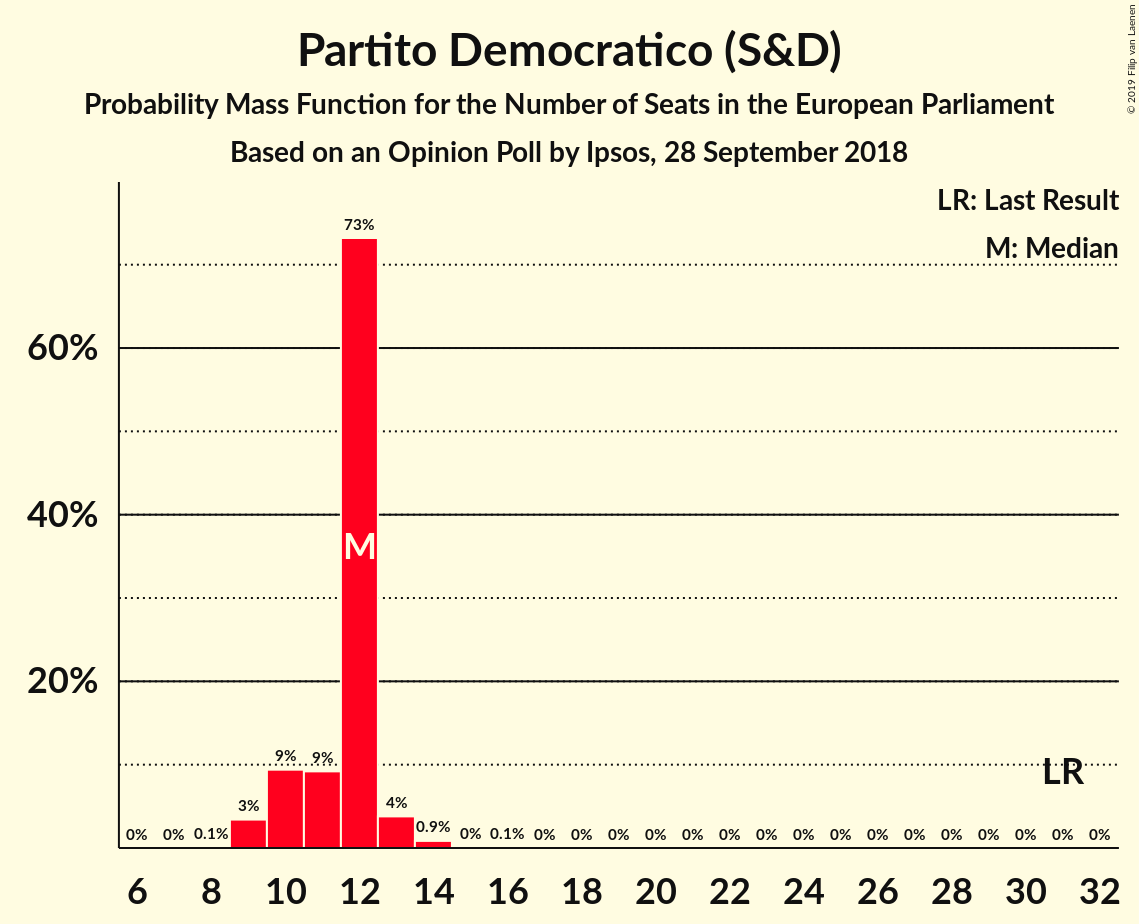 Partito Democratico (S&D)
Probability Mass Function for the Number of Seats in the European Parliament
Based on an Opinion Poll by Ipsos, 28 September 2018
© 2019 Filip van Laenen
LR: Last Result
M: Median
73%
60%
40%
M
20%
LR
0% 0% 0.1% 3% 9% 9% 4% 0.9% 0% 0.1% 0% 0% 0% 0% 0% 0% 0% 0% 0% 0% 0% 0% 0% 0% 0% 0%
6 8 10 12 14 16 18 20 22 24 26 28 30 32